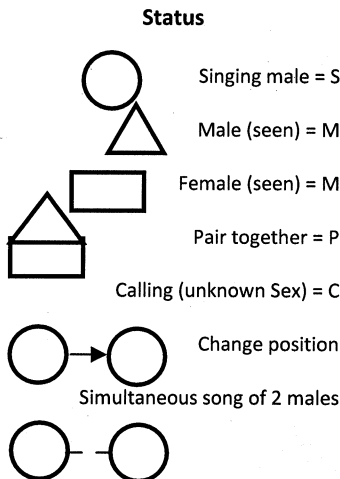 Status
Singing male = S
Male (seen) = M
Female (seen) = M
Pair together = P
Calling (unknown Sex) = C
Change position
Simultaneous song of 2 males